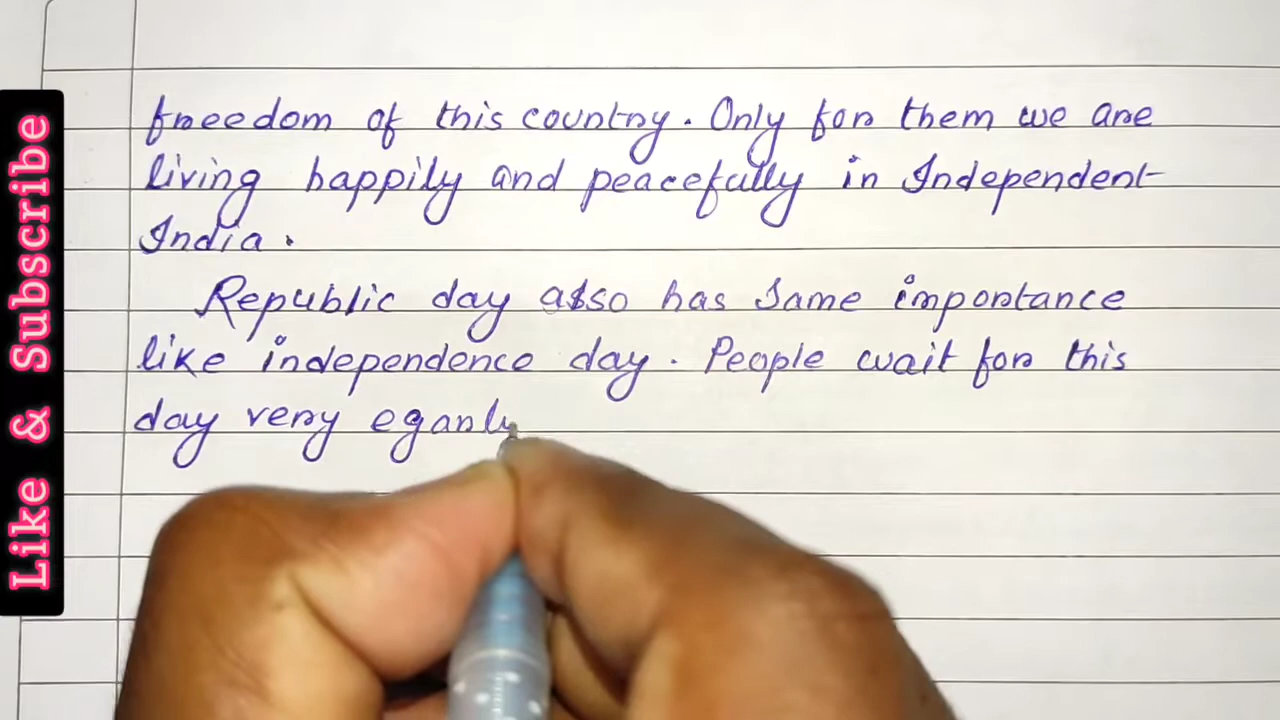 freedom of this country. Only for them we are
living happily and peacefully in Independent
India.
Republic day also has same importance
like independence day. People wait for this
day very egarly
Like & Subscribe